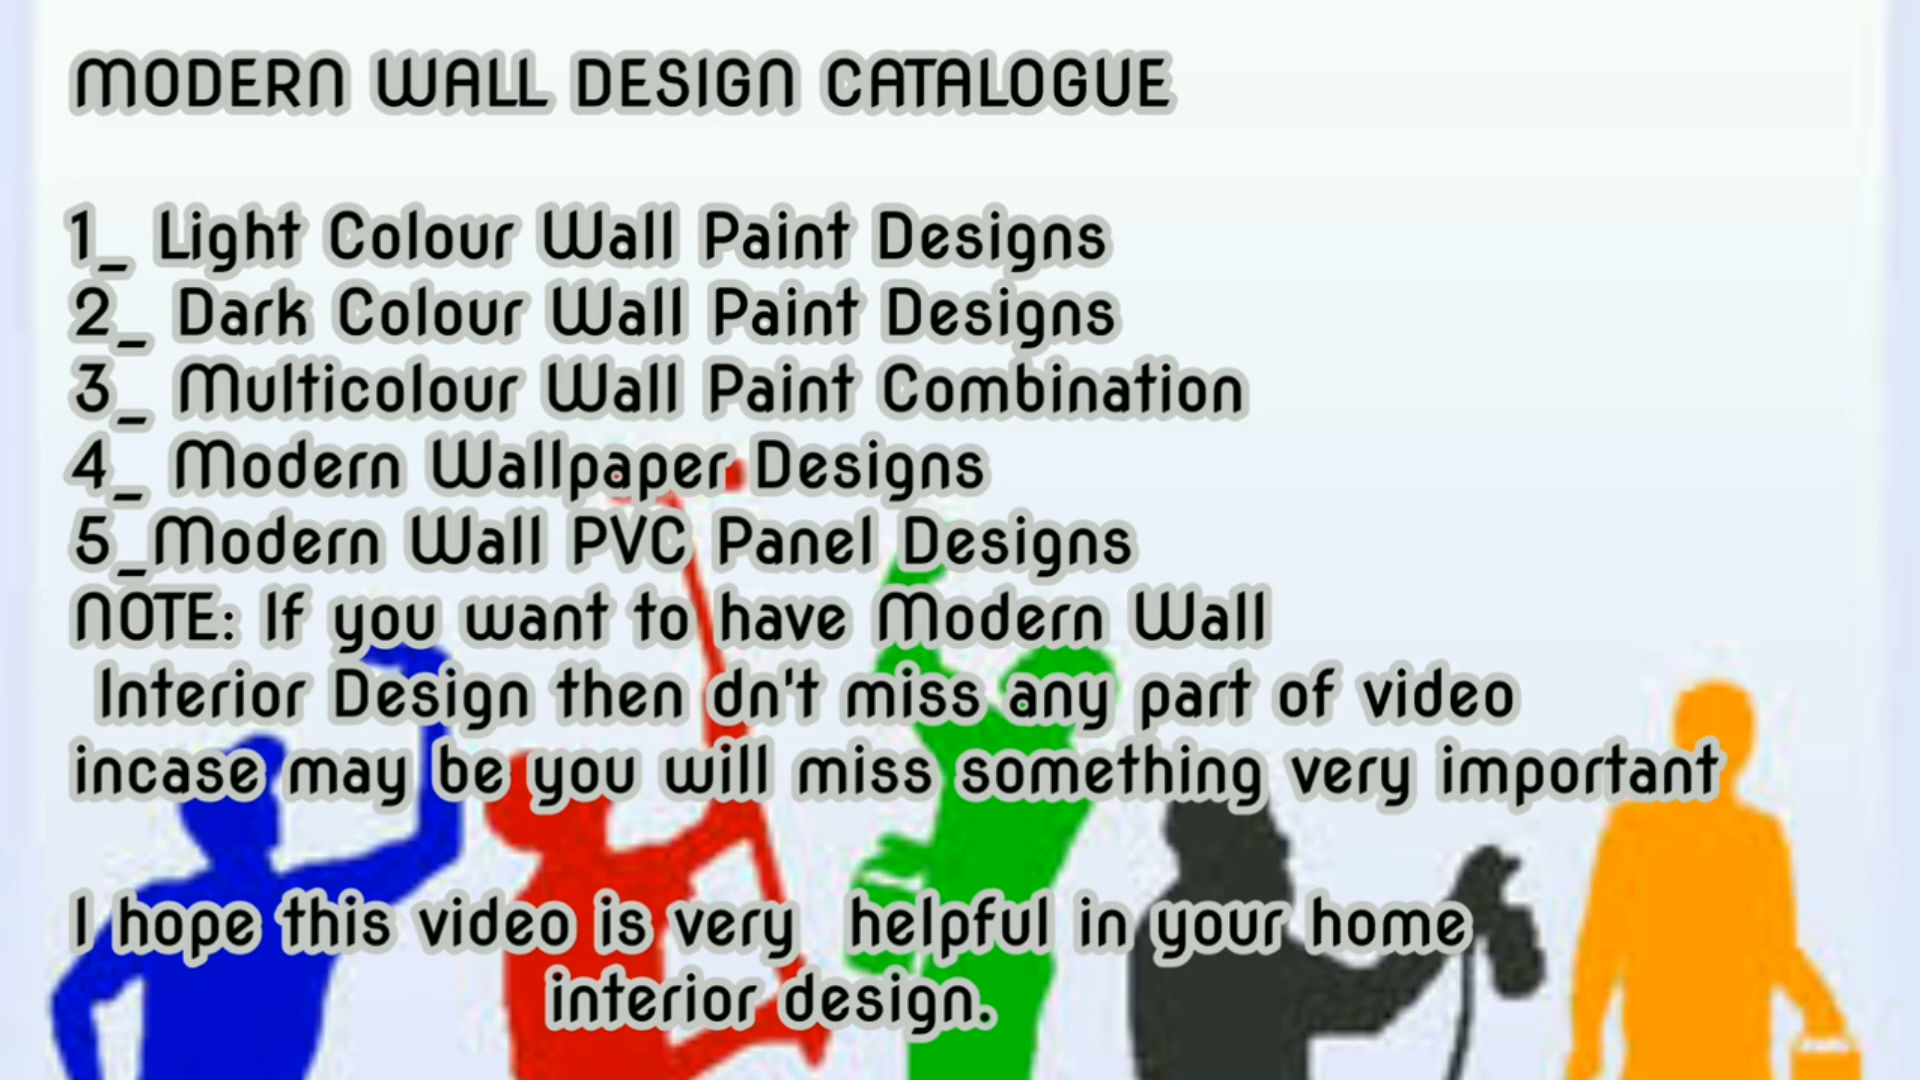 MODERN WALL DESIGN CATALOGUE
1_ Light Colour Wall Paint Designs
2_ Dark Colour Wall Paint Designs
3_ Multicolour Wall Paint Combination
4_ Modern Wallpaper Designs
5_Modern Wall PVC Panel Designs
NOTE: If you want to have Modern Wall
Interior Design then dn't miss any part of video
incase may be you will miss something very important
I hope this video is very helpful in your home
interior design.